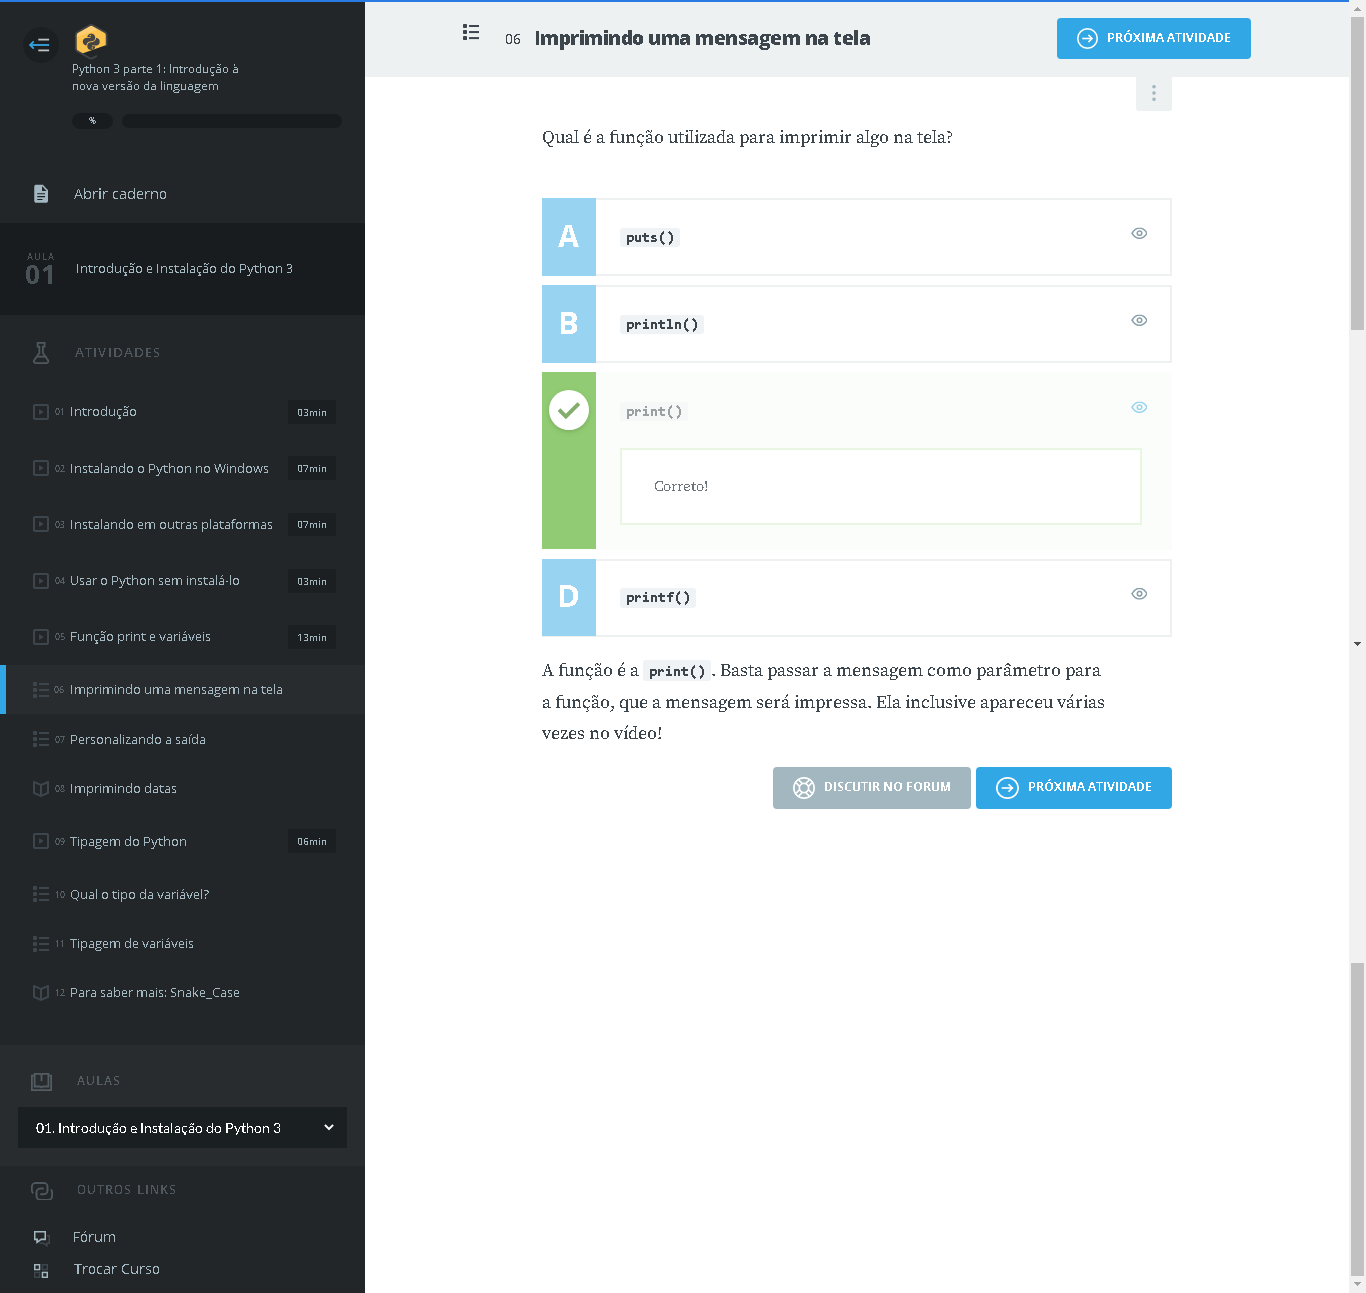 Python 3 parte 1: Introdução à
nova versão da linguagem
%
Abrir caderno
AULA
01
Introdução e Instalação do Python 3
ATIVIDADES
01 Introdução 03min
02 Instalando o Python no Windows 07min
03 Instalando em outras plataformas 07min
04 Usar o Python sem instalá-lo 03min
05 Função print e variáveis 13min
06 Imprimindo uma mensagem na tela
07 Personalizando a saída
08 Imprimindo datas
09 Tipagem do Python 06min
10 Qual o tipo da variável?
11 Tipagem de variáveis
12 Para saber mais: Snake_Case
AULAS
01. Introdução e Instalação do Python 3
OUTROS LINKS
Fórum
Trocar Curso
06 Imprimindo uma mensagem na tela
PRÓXIMA ATIVIDADE
Qual é a função utilizada para imprimir algo na tela?
A puts()
B println()
print()
Correto!
D printf()
A função é a print(). Basta passar a mensagem como parâmetro para
a função, que a mensagem será impressa. Ela inclusive apareceu várias
vezes no vídeo!
DISCUTIR NO FORUM
PRÓXIMA ATIVIDADE